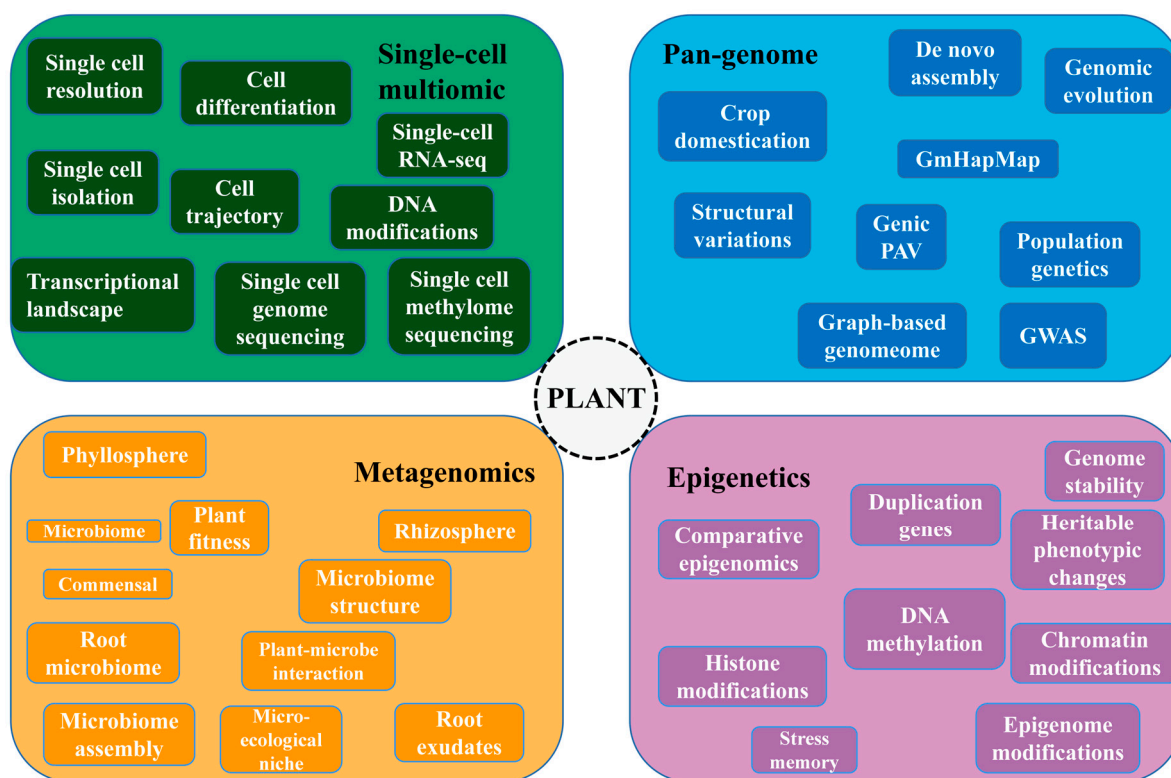 Single-cell
multiomic
Single cell
resolution
Cell
differentiation
Single-cell
RNA-seq
Single cell
isolation
Cell
trajectory
DNA
modifications
Transcriptional
landscape
Single cell
genome
sequencing
Single cell
methylome
sequencing
Pan-genome
De novo
assembly
Genomic
evolution
Crop
domestication
GmHapMap
Structural
variations
Genic
PAV
Population
genetics
Graph-based
genomeome
GWAS
PLANT
Metagenomics
Phyllosphere
Microbiome
Plant
fitness
Rhizosphere
Commensal
Microbiome
structure
Root
microbiome
Plant-microbe
interaction
Microbiome
assembly
Micro-
ecological
niche
Root
exudates
Epigenetics
Genome
stability
Duplication
genes
Heritable
phenotypic
changes
Comparative
epigenomics
DNA
methylation
Chromatin
modifications
Histone
modifications
Stress
memory
Epigenome
modifications